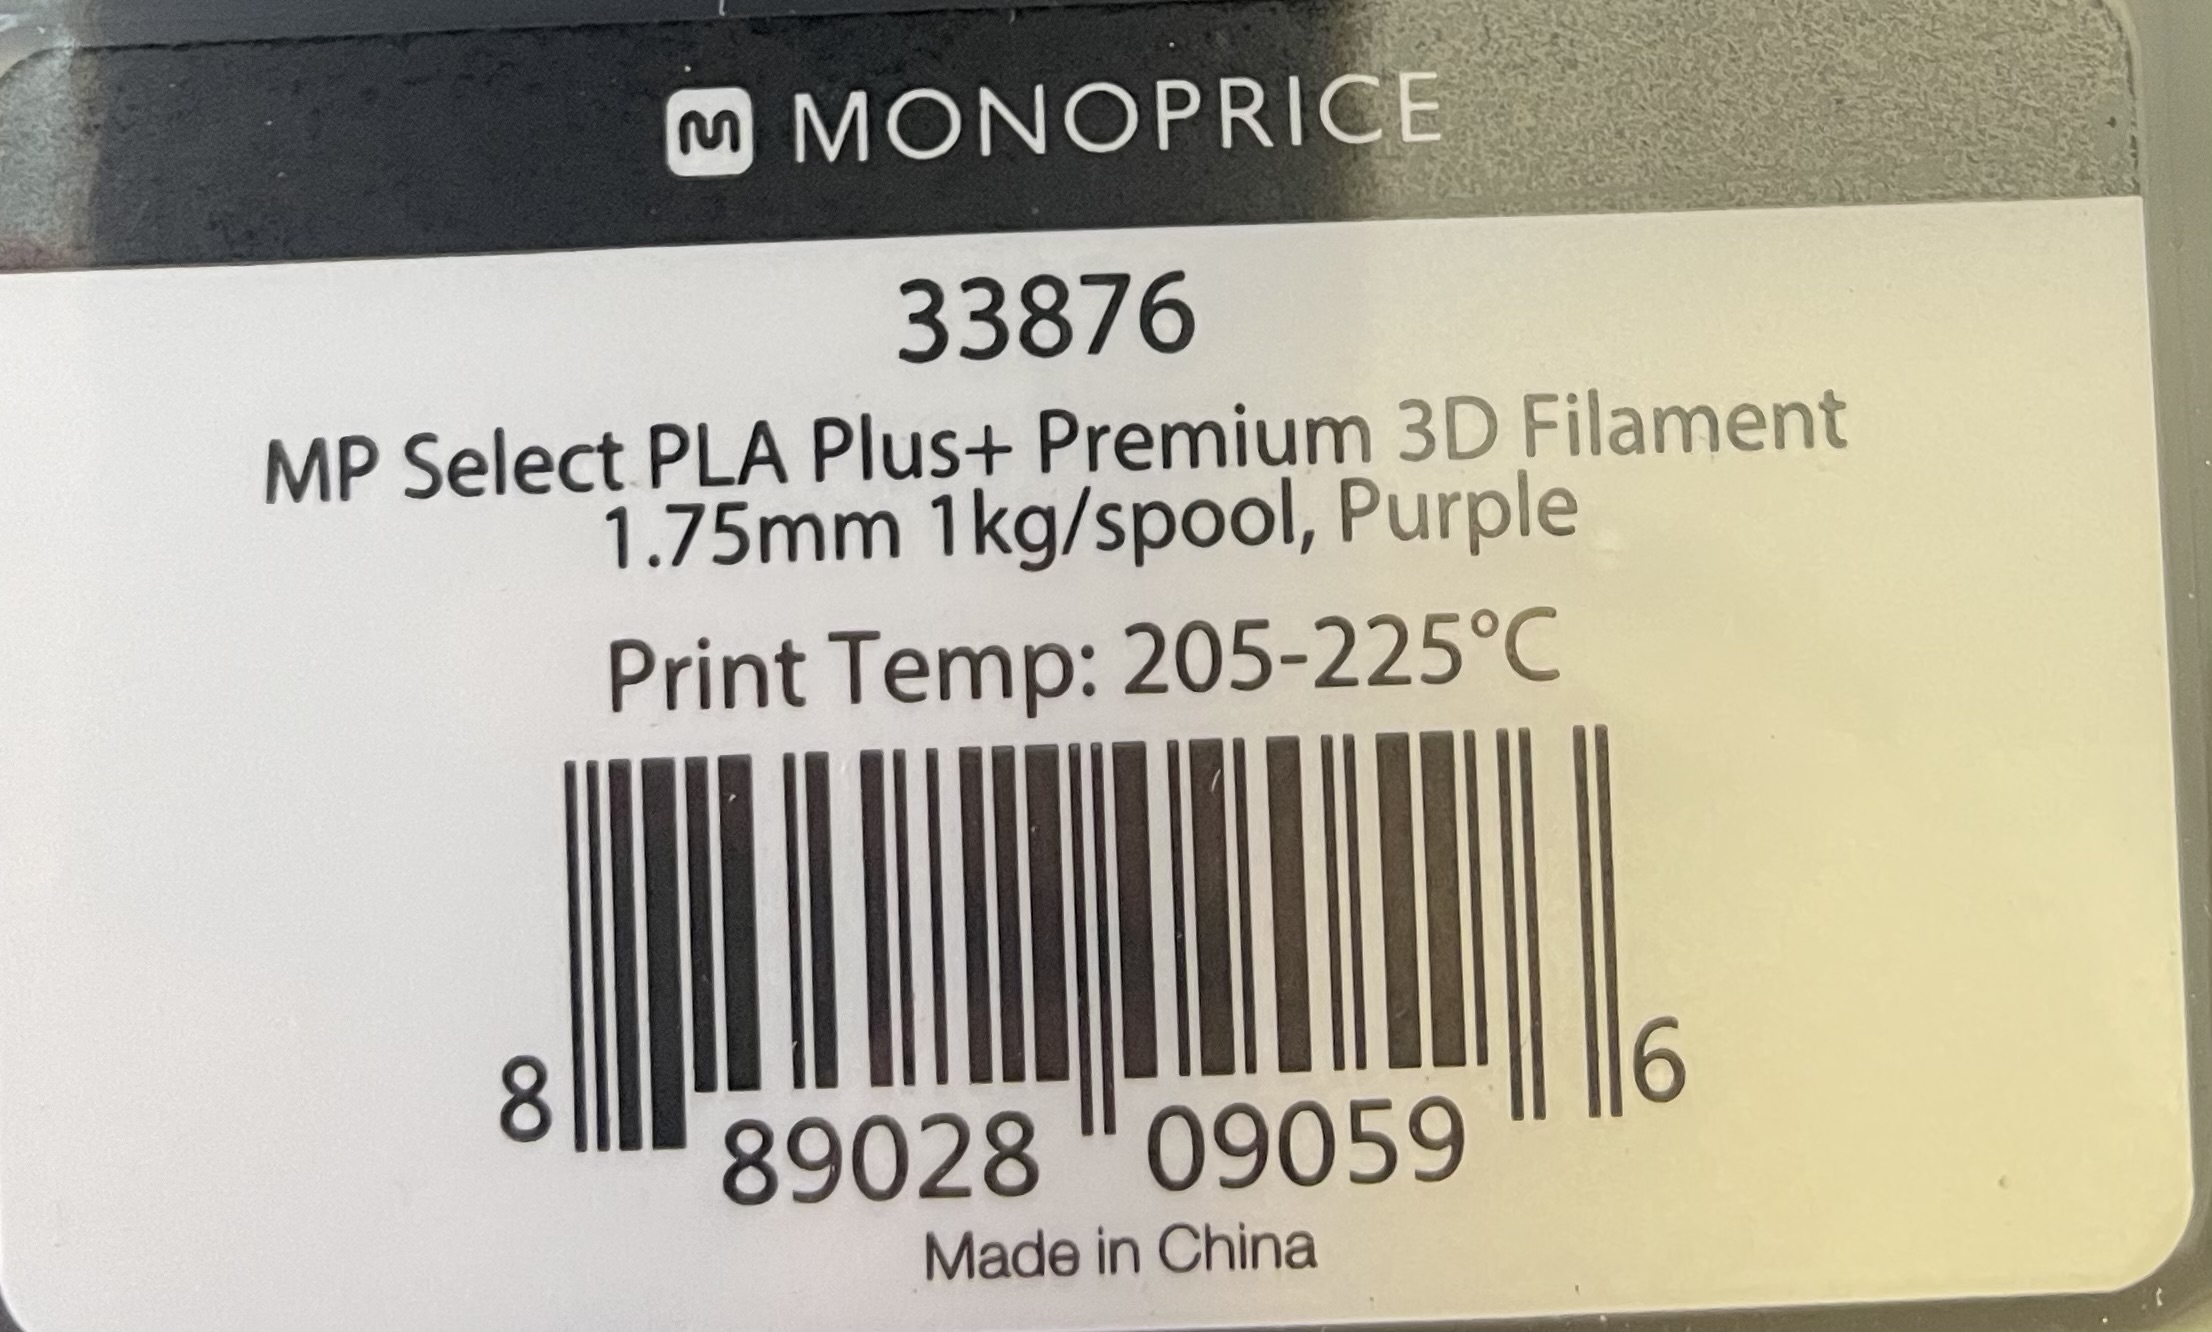 MONOPRICE
33876
MP Select PLA Plus+ Premium 3D Filament
1.75mm 1kg/spool, Purple
Print Temp: 205-225°C
8 89028 09059 6
Made in China